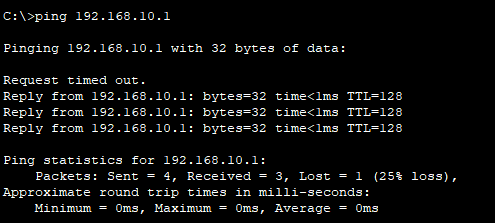 C:\>ping 192.168.10.1
Pinging 192.168.10.1 with 32 bytes of data:
Request timed out.
Reply from 192.168.10.1: bytes=32 time<1ms TTL=128
Reply from 192.168.10.1: bytes=32 time<1ms TTL=128
Reply from 192.168.10.1: bytes=32 time<1ms TTL=128
Ping statistics for 192.168.10.1:
Packets: Sent = 4, Received = 3, Lost = 1 (25% loss),
Approximate round trip times in milli-seconds:
Minimum = 0ms, Maximum = 0ms, Average = 0ms